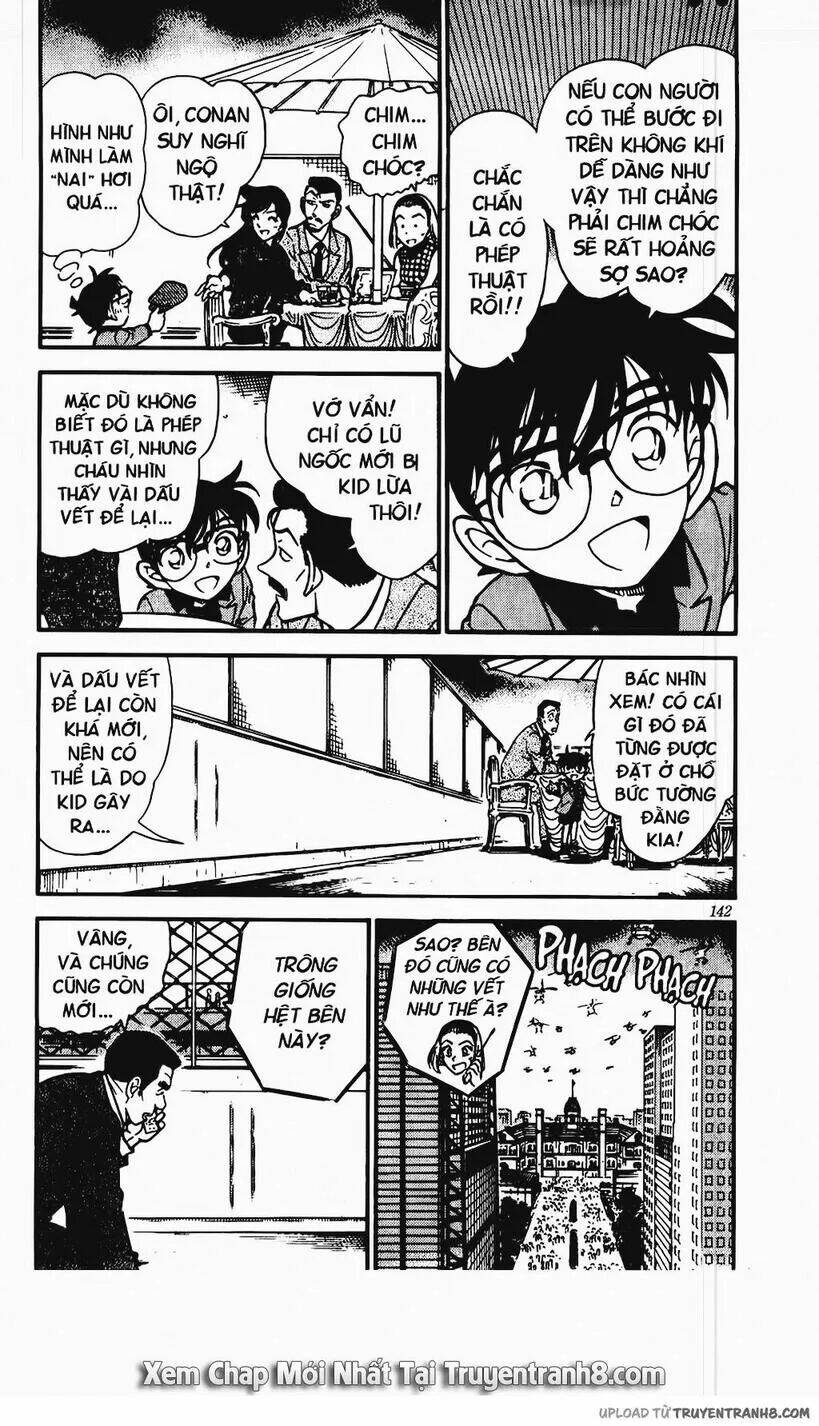 NẾU CON NGƯỜI
CÓ THỂ BƯỚC ĐI
TRÊN KHÔNG KHÍ
DỄ DÀNG NHƯ
VẬY THÌ CHẲNG
PHẢI CHIM CHÓC
SẼ RẤT HOẢNG
SỢ SAO?
CHẮC
CHẮN
LÀ CÓ
PHÉP
THUẬT
RỒI!!
CHIM...
CHIM
CHÓC?
ÔI, CONAN
SUY NGHĨ
NGỘ
THẬT!
HÌNH NHƯ
MÌNH LÀM
"NAI" HƠI
QUÁ...
VỚ VẨN!
CHỈ CÓ LŨ
NGỐC MỚI BỊ
KID LỪA
THÔI!
MẶC DÙ KHÔNG
BIẾT ĐÓ LÀ PHÉP
THUẬT GÌ, NHƯNG
CHÁU NHÌN
THẤY VÀI DẤU
VẾT ĐỂ LẠI...
BÁC NHÌN
XEM! CÓ CÁI
GÌ ĐÓ ĐÃ
TỪNG ĐƯỢC
ĐẶT Ở CHỖ
BỨC TƯỜNG
ĐẰNG
KIA!
VÀ DẤU VẾT
ĐỂ LẠI CÒN
KHÁ MỚI,
NÊN CÓ
THỂ LÀ DO
KID GÂY
RA...
142
PHẠCH PHẠCH
SAO? BÊN
ĐÓ CŨNG CÓ
NHỮNG VẾT
NHƯ THẾ À?
TRÔNG
GIỐNG
HỆT BÊN
NÀY?
VÂNG,
VÀ CHÚNG
CŨNG CÒN
MỚI...
Xem Chap Mới Nhất Tại Truyentranh8.com
UPLOAD TỪ TRUYENTRANH8.COM